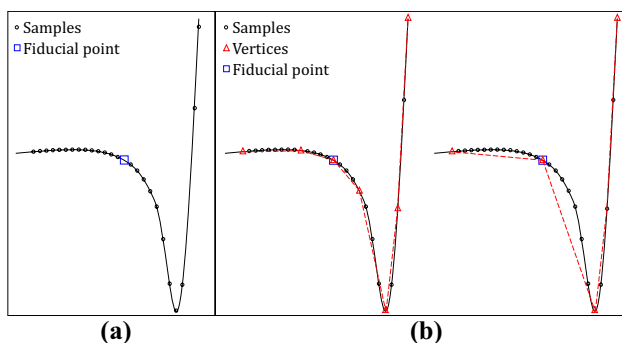 Samples
Fiducial point
Samples
Vertices
Fiducial point
(a)
(b)